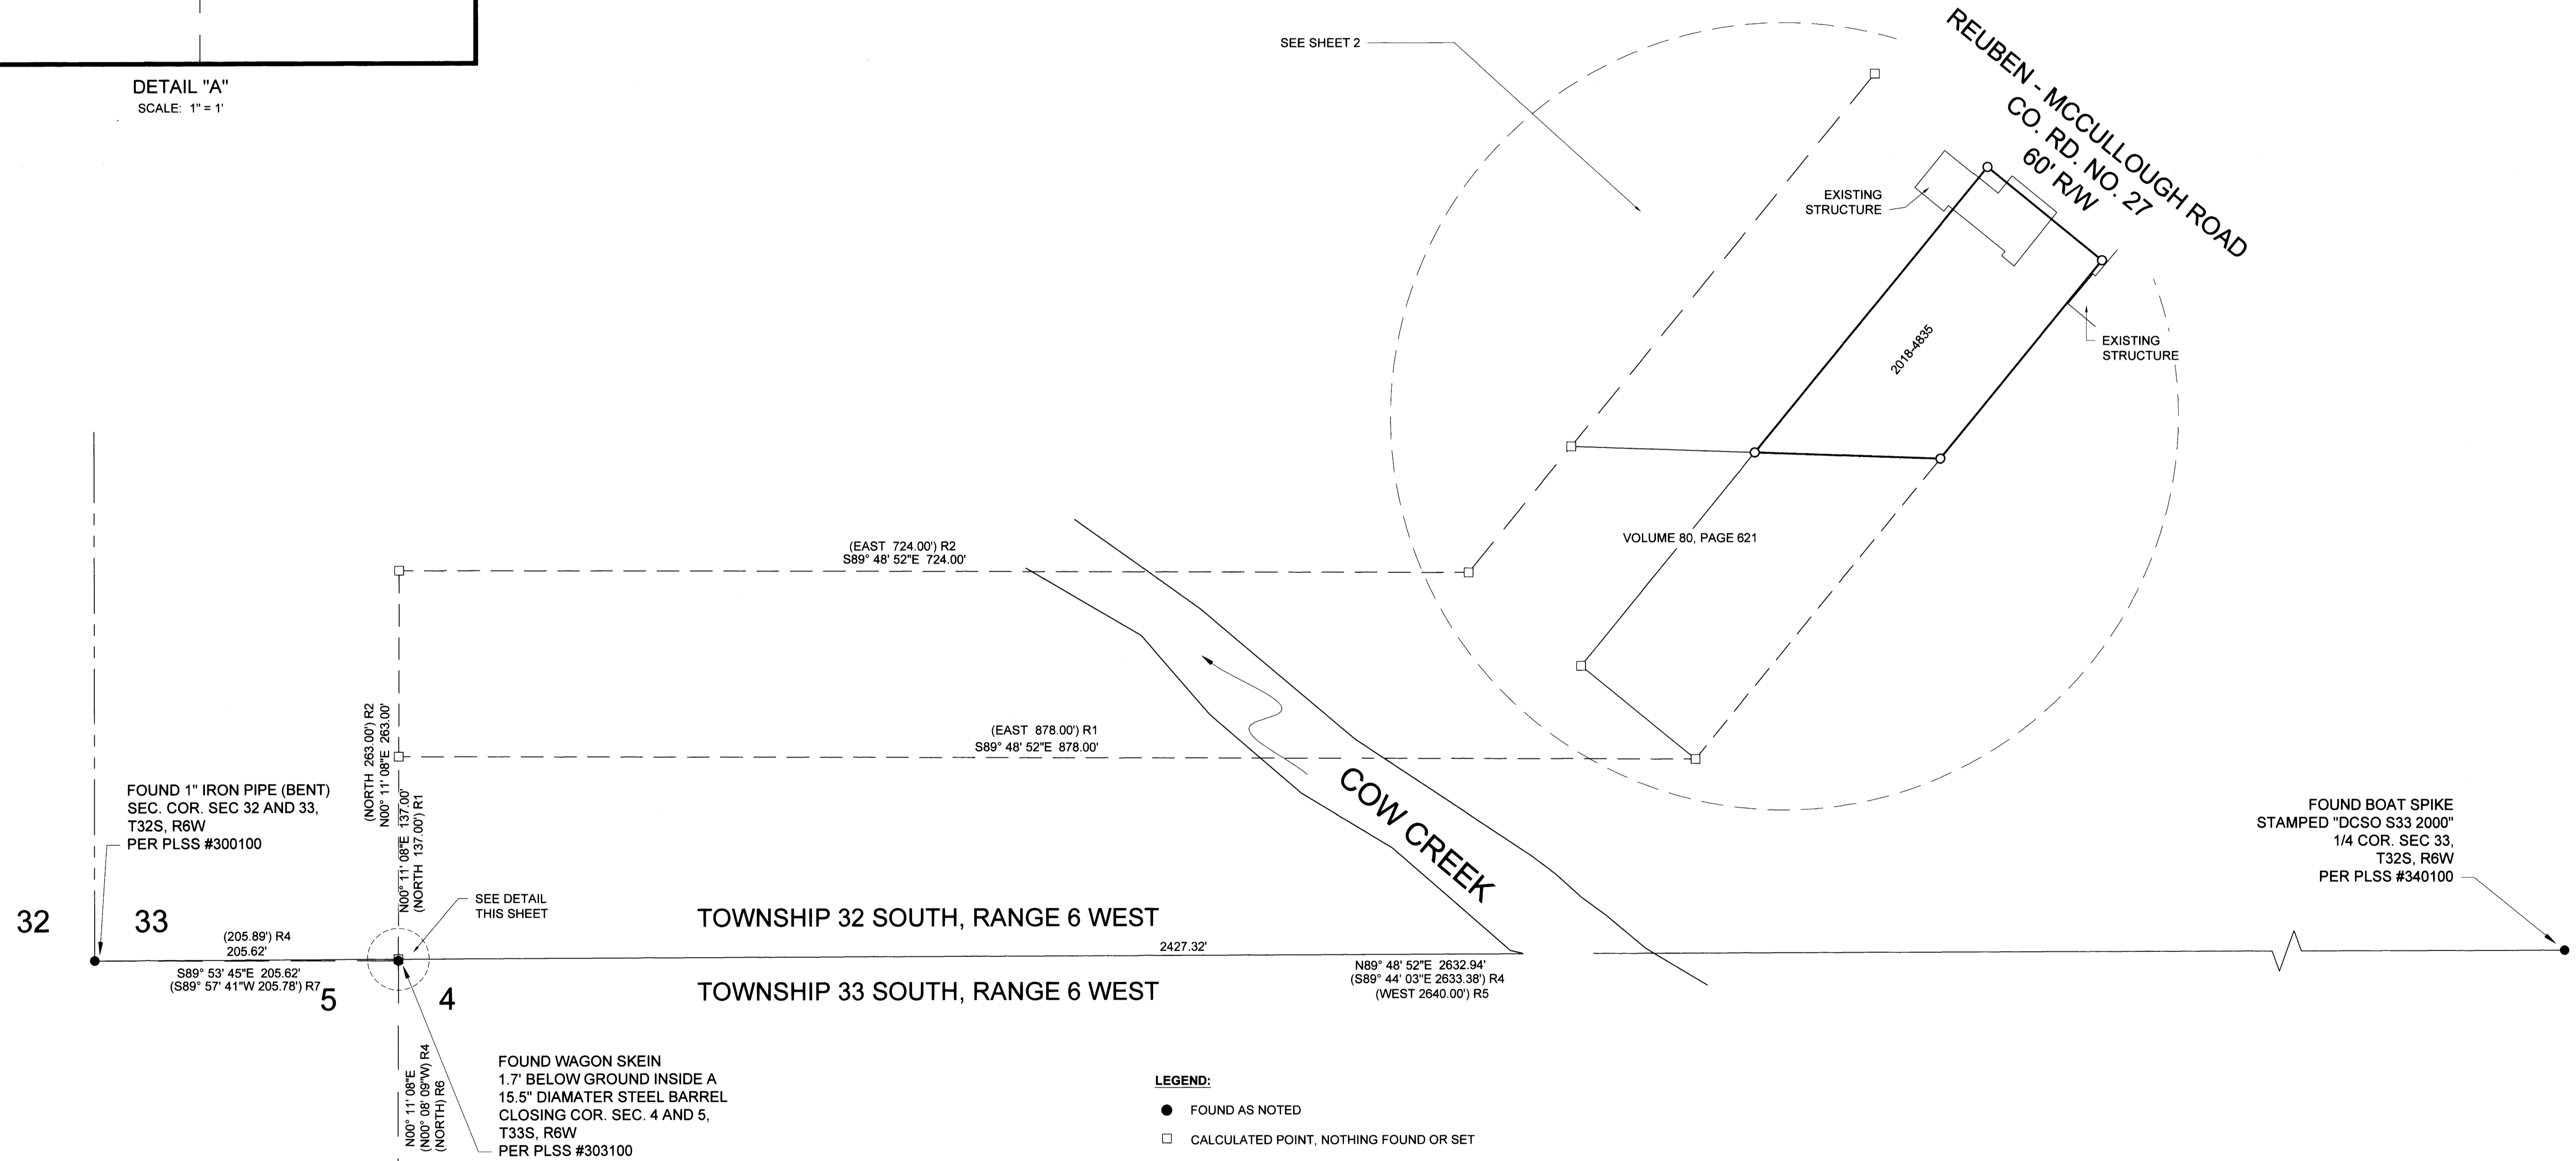 DETAIL "A"
SCALE: 1" = 1'
SEE SHEET 2
REUBEN - MCCULLOUGH ROAD
CO. RD. NO. 27
60' R/W
EXISTING
STRUCTURE
2018-4835
EXISTING
STRUCTURE
VOLUME 80, PAGE 621
(EAST 724.00') R2
S89° 48' 52"E 724.00'
(NORTH 263.00') R2
N00° 11' 08"E 263.00'
(EAST 878.00') R1
S89° 48' 52"E 878.00'
N00° 11' 08"E 137.00'
(NORTH 137.00') R1
COW CREEK
FOUND 1" IRON PIPE (BENT)
SEC. COR. SEC 32 AND 33,
T32S, R6W
PER PLSS #300100
FOUND BOAT SPIKE
STAMPED "DCSO S33 2000"
1/4 COR. SEC 33,
T32S, R6W
PER PLSS #340100
SEE DETAIL
THIS SHEET
32
33
TOWNSHIP 32 SOUTH, RANGE 6 WEST
(205.89') R4
205.62'
2427.32'
S89° 53' 45"E 205.62'
(S89° 57' 41"W 205.78') R7
N89° 48' 52"E 2632.94'
(S89° 44' 03"E 2633.38') R4
(WEST 2640.00') R5
5
4
TOWNSHIP 33 SOUTH, RANGE 6 WEST
N00° 11' 08"E
(N00° 08' 09"W) R4
(NORTH) R6
FOUND WAGON SKEIN
1.7' BELOW GROUND INSIDE A
15.5" DIAMATER STEEL BARREL
CLOSING COR. SEC. 4 AND 5,
T33S, R6W
PER PLSS #303100
LEGEND:
FOUND AS NOTED
CALCULATED POINT, NOTHING FOUND OR SET